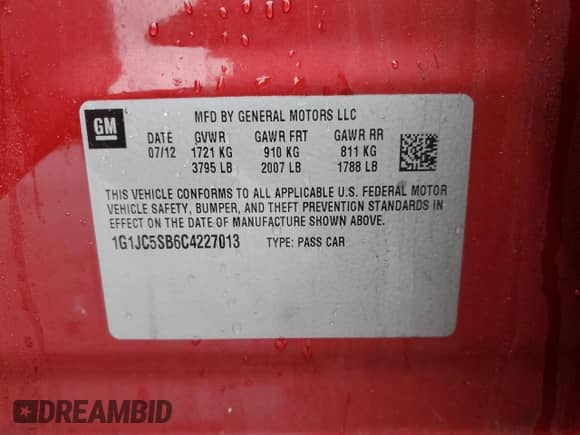 GM
MFD BY GENERAL MOTORS LLC
DATE GVWR GAWR FRT GAWR RR
07/12 1721 KG 910 KG 811 KG
3795 LB 2007 LB 1788 LB
THIS VEHICLE CONFORMS TO ALL APPLICABLE U.S. FEDERAL MOTOR
VEHICLE SAFETY, BUMPER, AND THEFT PREVENTION STANDARDS IN
EFFECT ON THE DATE OF MANUFACTURE SHOWN ABOVE.
1G1JC5SB6C4227013 TYPE: PASS CAR
DREAMBID